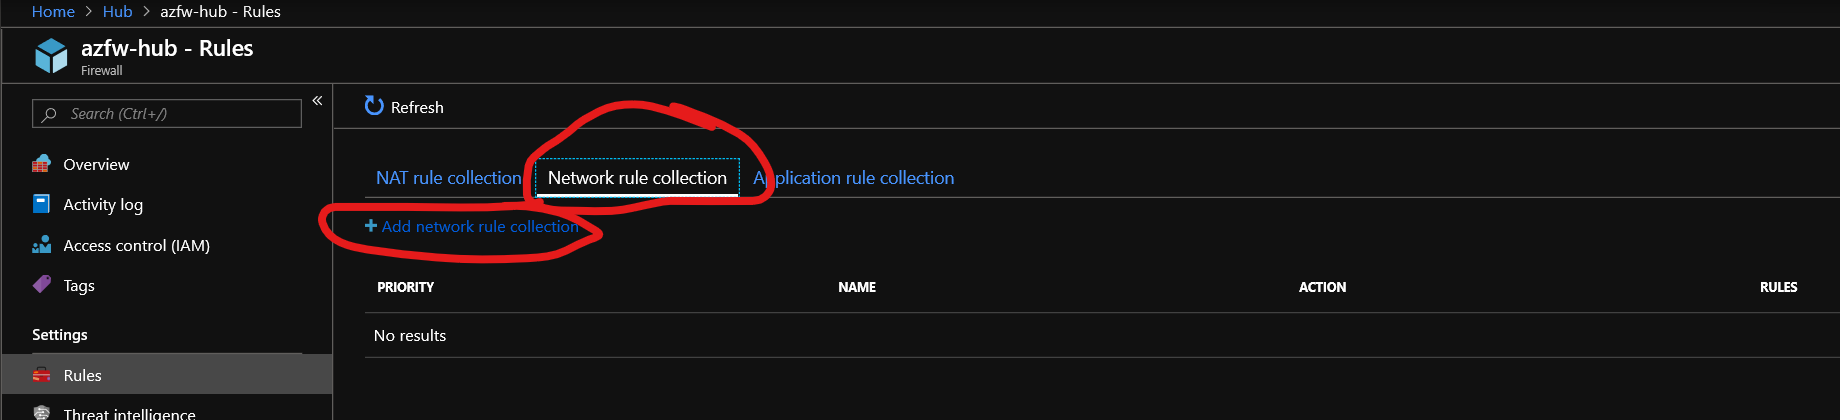 Home > Hub > azfw-hub - Rules
azfw-hub - Rules
Firewall
Search (Ctrl+/)
«
Overview
Activity log
Access control (IAM)
Tags
Settings
Rules
Threat intelligence
Refresh
NAT rule collection Network rule collection Application rule collection
+ Add network rule collection
PRIORITY NAME ACTION RULES
No results